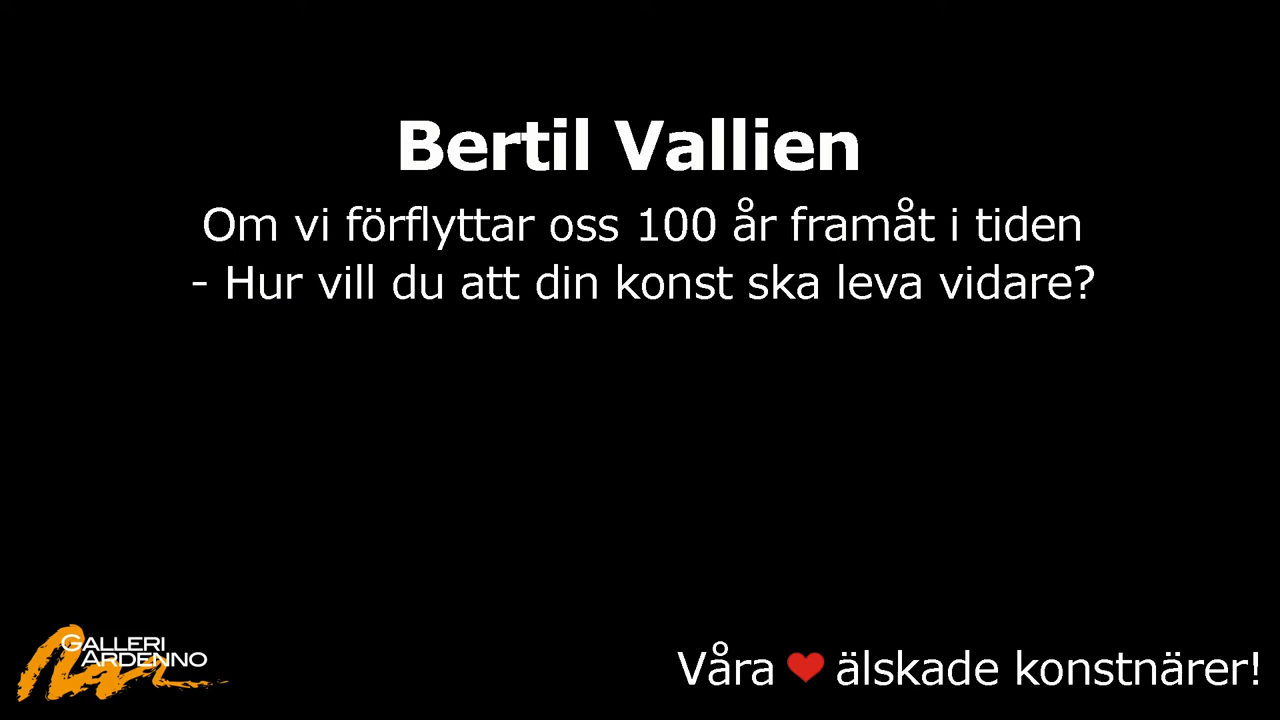 Bertil Vallien
Om vi förflyttar oss 100 år framåt i tiden
- Hur vill du att din konst ska leva vidare?
GALLERI
ARDENNO
Våra ❤ älskade konstnärer!